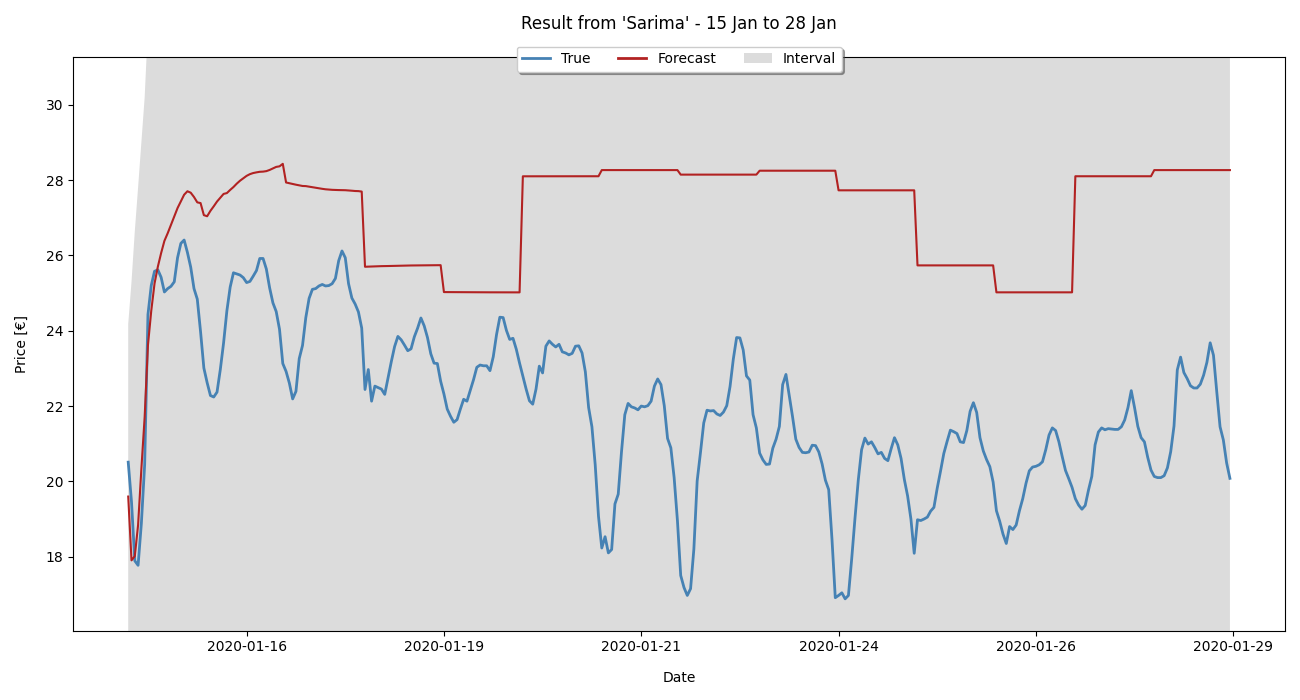 Result from 'Sarima' - 15 Jan to 28 Jan
True Forecast Interval
30
28
26
24
22
20
18
Price [€]
2020-01-16 2020-01-19 2020-01-21 2020-01-24 2020-01-26 2020-01-29
Date